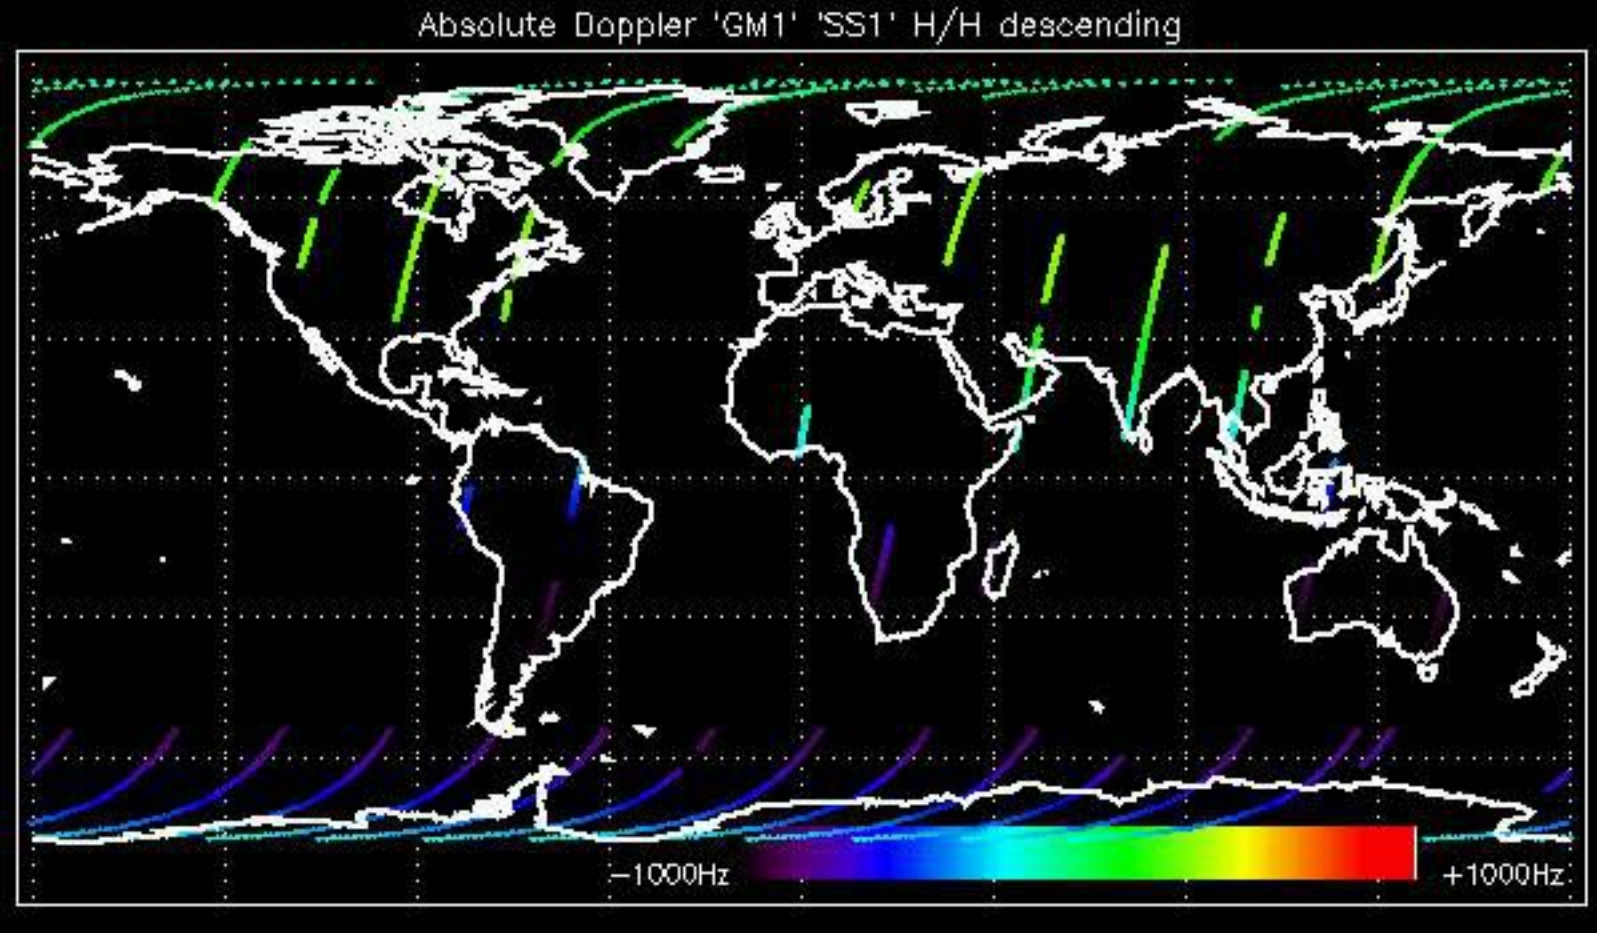 Absolute Doppler 'GM1' 'SS1' H/H descending
−1000Hz +1000Hz